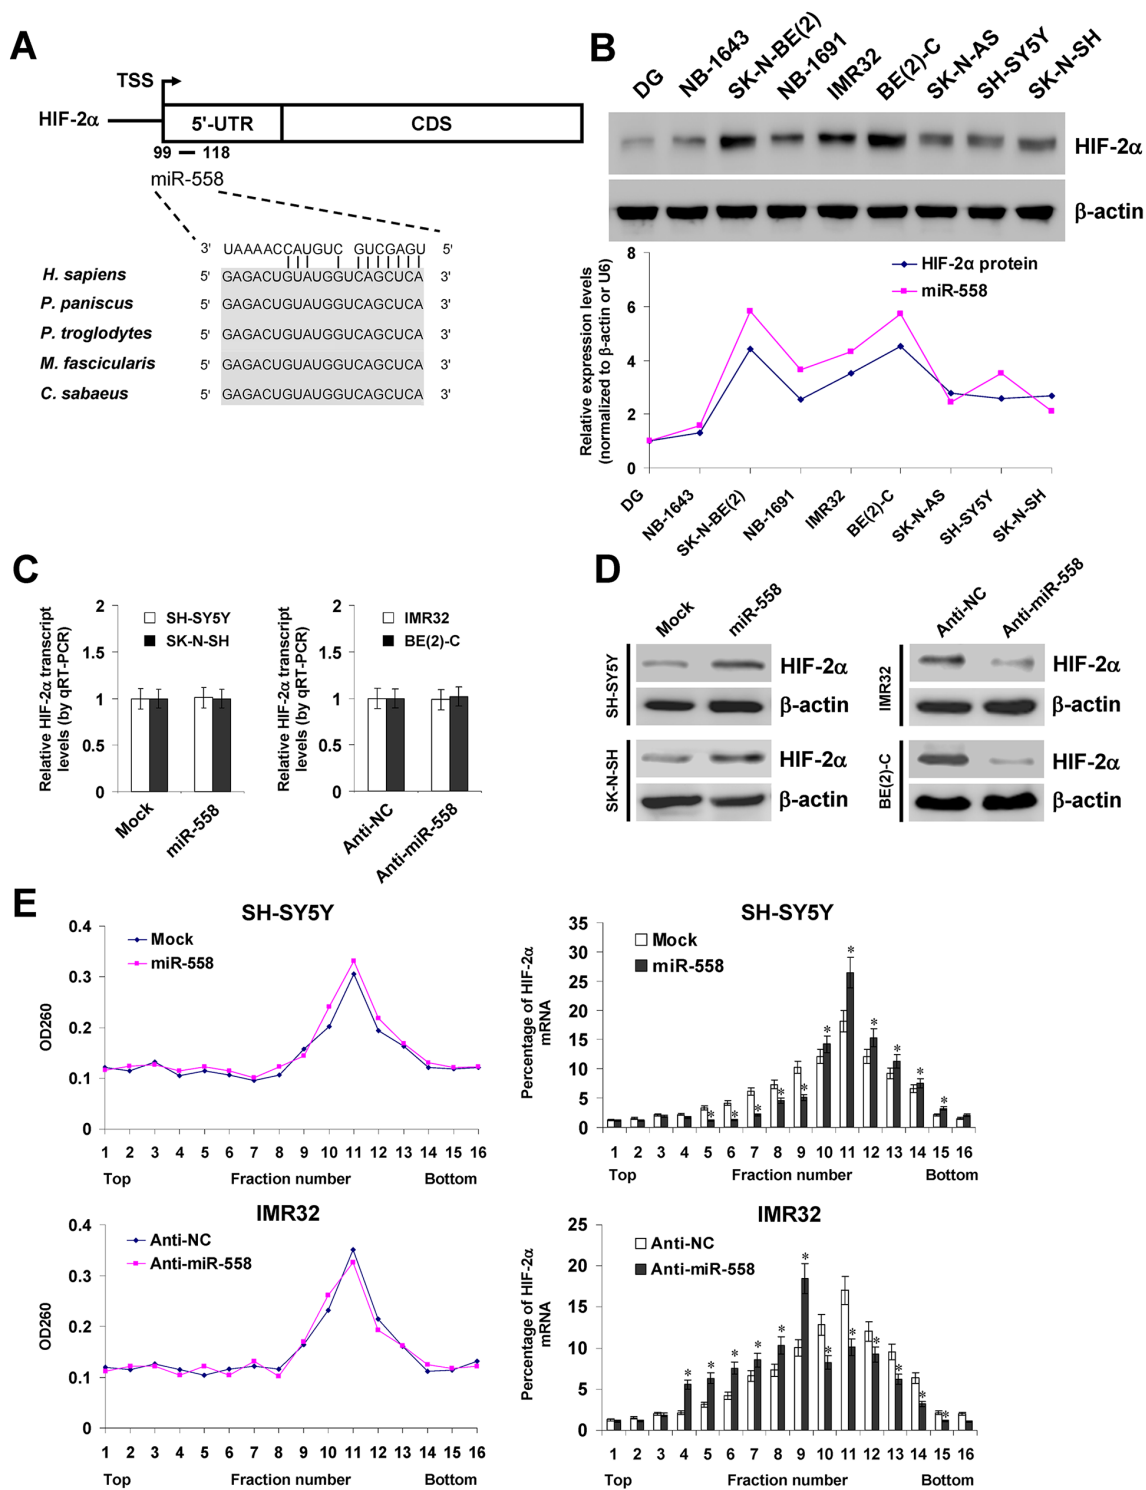 A
TSS
HIF-2α
5'-UTR
CDS
99
118
miR-558
3' UAAAACCAUGUC GUCGAGU 5'
H. sapiens 5' GAGACUGUAUGGUCAGCUCA 3'
P. paniscus 5' GAGACUGUAUGGUCAGCUCA 3'
P. troglodytes 5' GAGACUGUAUGGUCAGCUCA 3'
M. fascicularis 5' GAGACUGUAUGGUCAGCUCA 3'
C. sabaeus 5' GAGACUGUAUGGUCAGCUCA 3'
B
DG NB-1643 SK-N-BE(2) NB-1691 IMR32 BE(2)-C SK-N-AS SH-SY5Y SK-N-SH
HIF-2α
β-actin
Relative expression levels
(normalized to β-actin or U6)
HIF-2α protein
miR-558
8
6
4
2
0
DG NB-1643 SK-N-BE(2) NB-1691 IMR32 BE(2)-C SK-N-AS SH-SY5Y SK-N-SH
C
Relative HIF-2α transcript
levels (by qRT-PCR)
2
1.5
1
0.5
0
SH-SY5Y
SK-N-SH
Mock miR-558
Relative HIF-2α transcript
levels (by qRT-PCR)
2
1.5
1
0.5
0
IMR32
BE(2)-C
Anti-NC Anti-miR-558
D
Mock miR-558
SH-SY5Y
HIF-2α
β-actin
SK-N-SH
HIF-2α
β-actin
Anti-NC Anti-miR-558
IMR32
HIF-2α
β-actin
BE(2)-C
HIF-2α
β-actin
E
SH-SY5Y
OD260
0.4
0.3
0.2
0.1
0
Mock
miR-558
1 2 3 4 5 6 7 8 9 10 11 12 13 14 15 16
Top Fraction number Bottom
SH-SY5Y
Percentage of HIF-2α
mRNA
35
30
25
20
15
10
5
0
Mock
miR-558
* * * * * * * * * * *
1 2 3 4 5 6 7 8 9 10 11 12 13 14 15 16
Top Fraction number Bottom
IMR32
OD260
0.4
0.3
0.2
0.1
0
Anti-NC
Anti-miR-558
1 2 3 4 5 6 7 8 9 10 11 12 13 14 15 16
Top Fraction number Bottom
IMR32
Percentage of HIF-2α
mRNA
25
20
15
10
5
0
Anti-NC
Anti-miR-558
* * * * * * * * * * * *
1 2 3 4 5 6 7 8 9 10 11 12 13 14 15 16
Top Fraction number Bottom